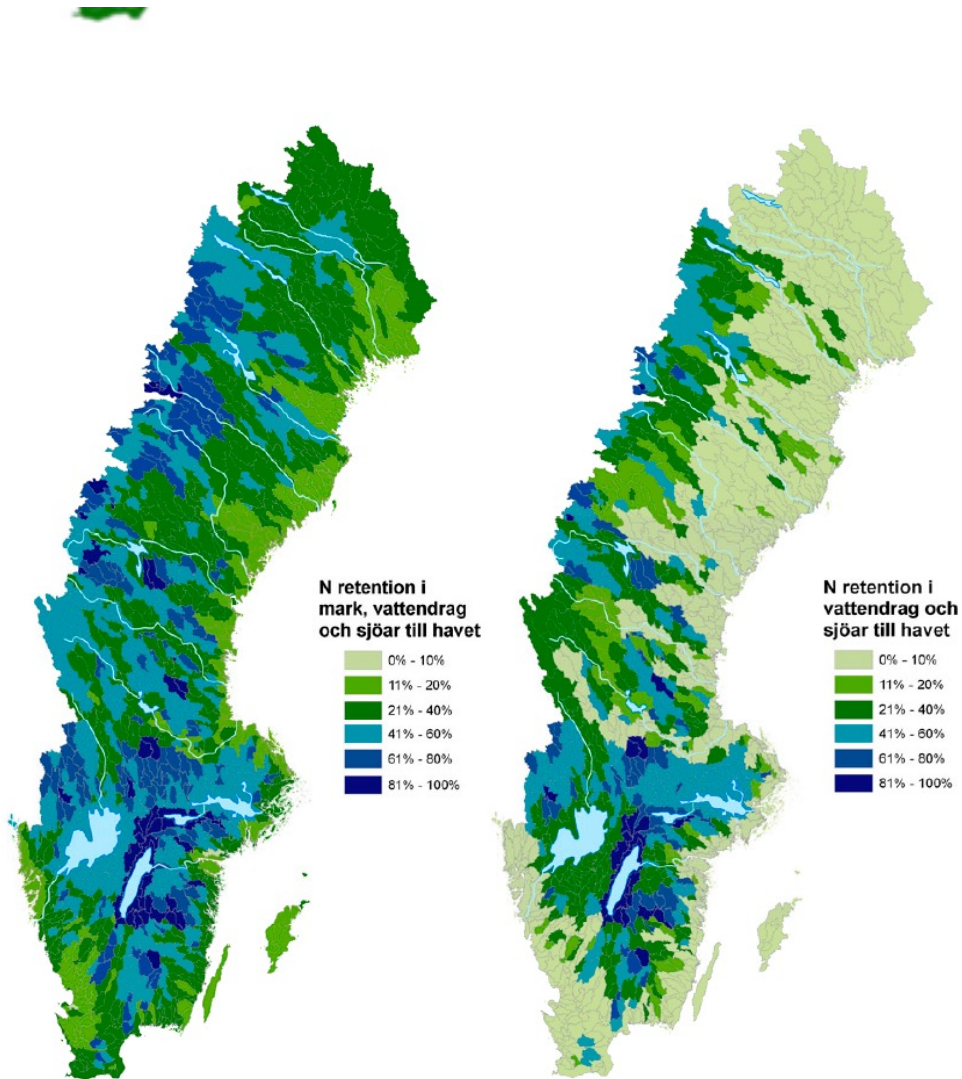 N retention i
mark, vattendrag
och sjöar till havet
0% - 10%
11% - 20%
21% - 40%
41% - 60%
61% - 80%
81% - 100%
N retention i
vattendrag och
sjöar till havet
0% - 10%
11% - 20%
21% - 40%
41% - 60%
61% - 80%
81% - 100%